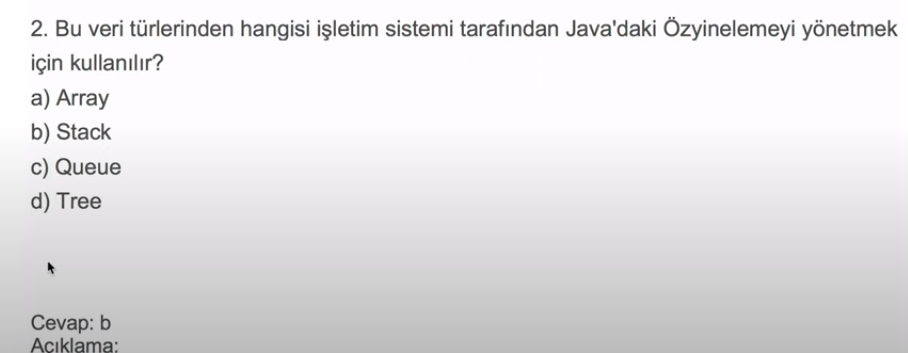 2. Bu veri türlerinden hangisi işletim sistemi tarafından Java'daki Özyinelemeyi yönetmek
için kullanılır?
a) Array
b) Stack
c) Queue
d) Tree
Cevap: b
Açıklama: